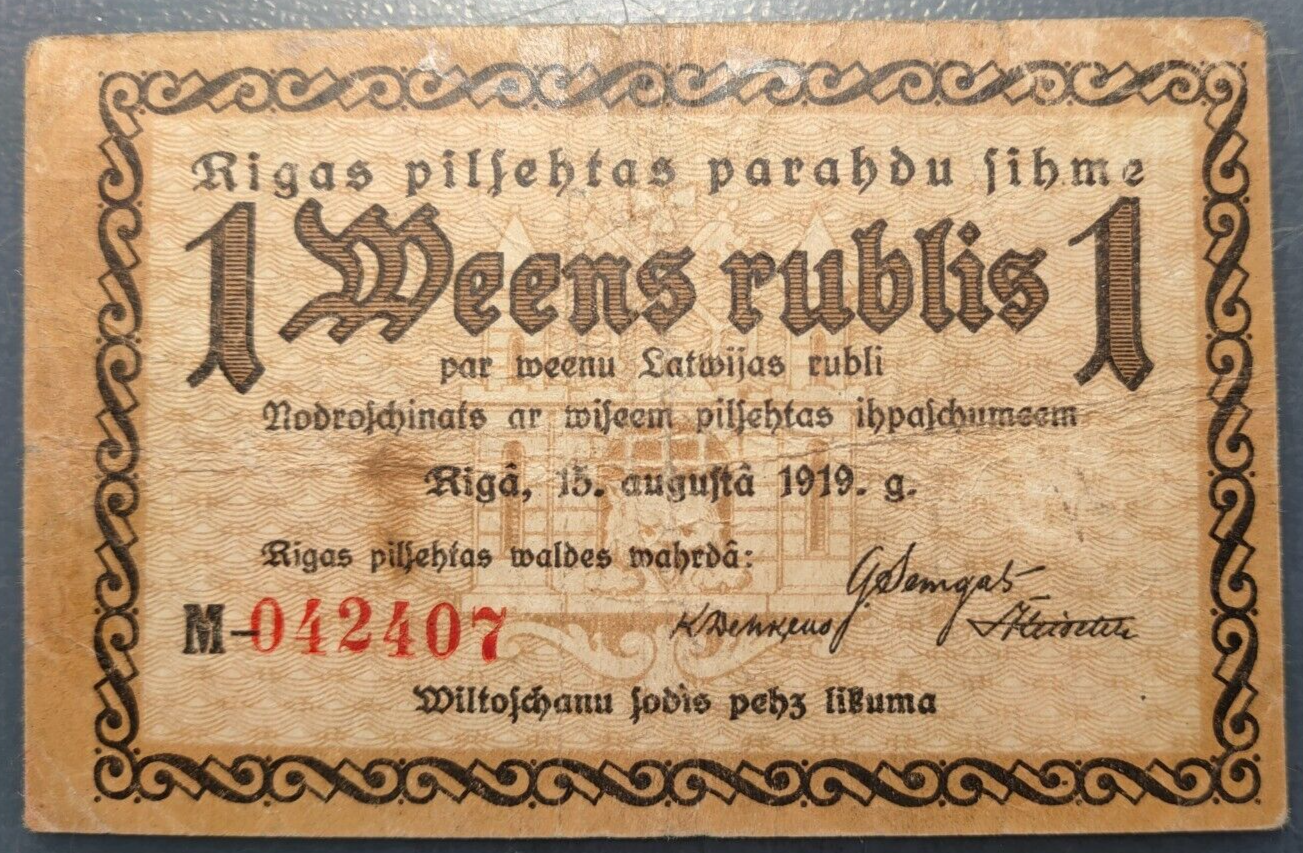 Rigas pilſehtas parahdu ſihme
1 Weens rublis 1
par weenu Latwijas rubli
Nodroſchinats ar wiſeem pilſehtas ihpaſchumeem
Rigâ, 15. auguſtâ 1919. g.
Rigas pilſehtas waldes wahrdâ:
G. Semgals
M-042407
Wiltoſchanu ſodis pehz likuma